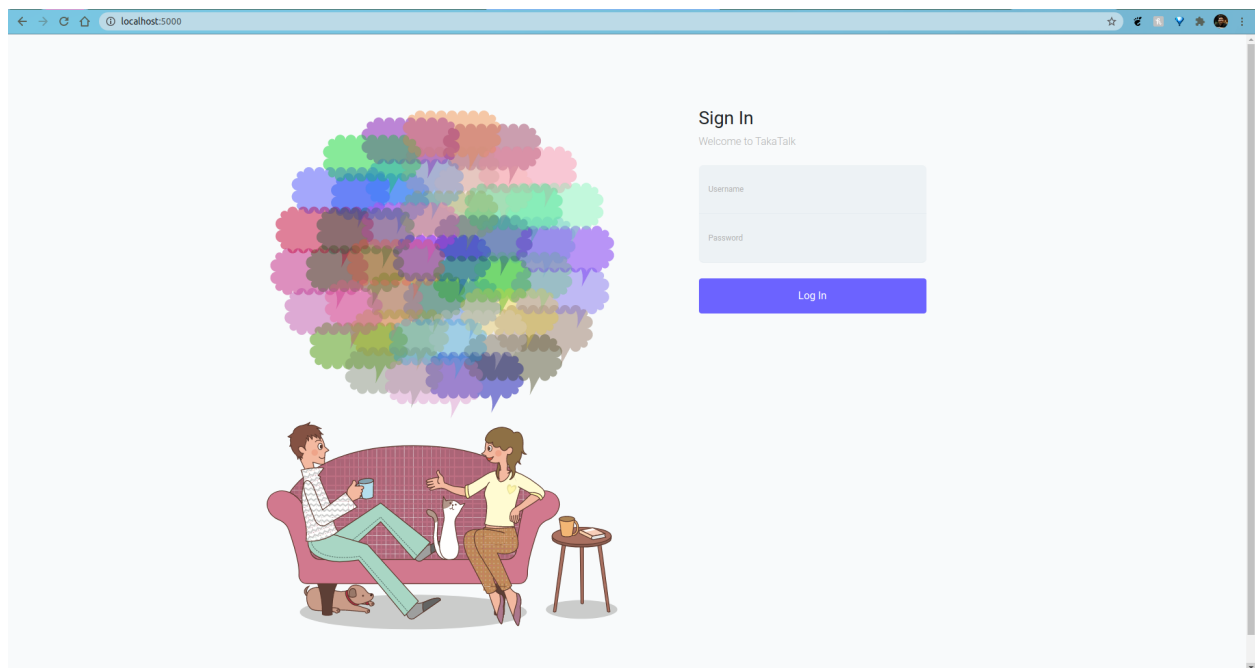 localhost:5000
Sign In
Welcome to TakaTalk
Username
Password
Log In